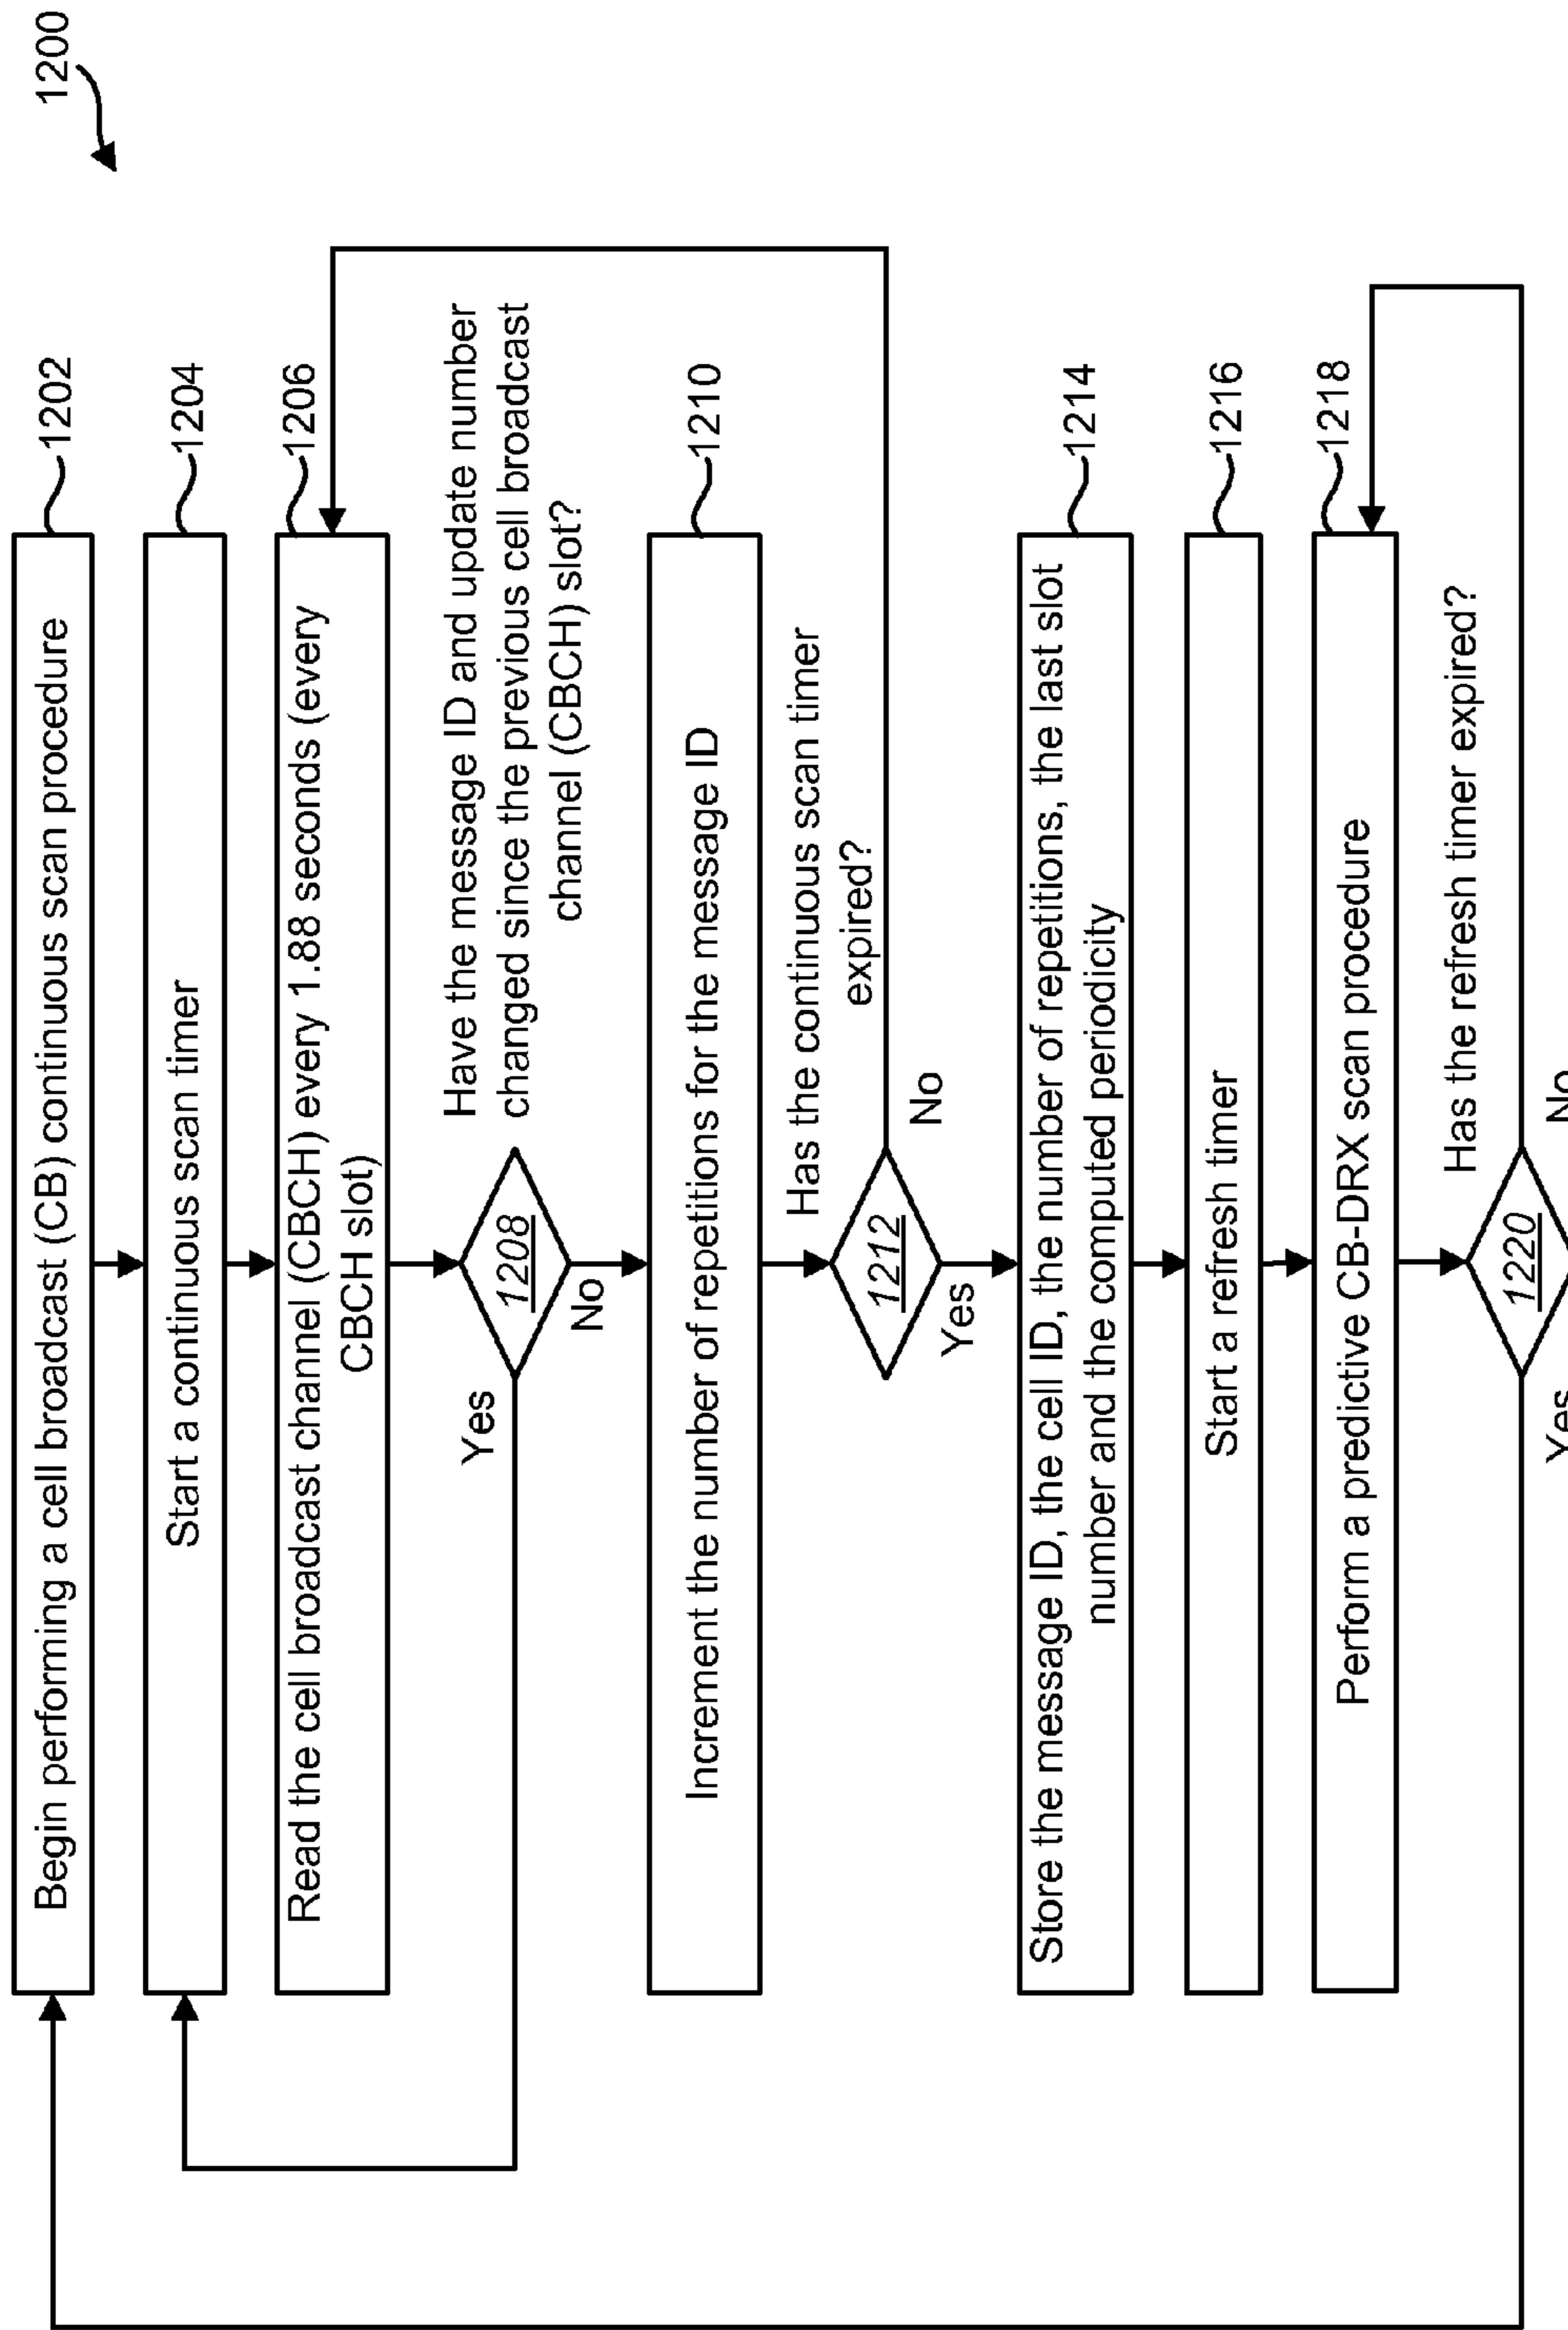 1200
Begin performing a cell broadcast (CB) continuous scan procedure
1202
Start a continuous scan timer
1204
Read the cell broadcast channel (CBCH) every 1.88 seconds (every
CBCH slot)
1206
Have the message ID and update number
changed since the previous cell broadcast
channel (CBCH) slot?
1208
Yes
No
Increment the number of repetitions for the message ID
1210
Has the continuous scan timer
expired?
1212
No
Yes
Store the message ID, the cell ID, the number of repetitions, the last slot
number and the computed periodicity
1214
Start a refresh timer
1216
Perform a predictive CB-DRX scan procedure
1218
Has the refresh timer expired?
1220
Yes
No